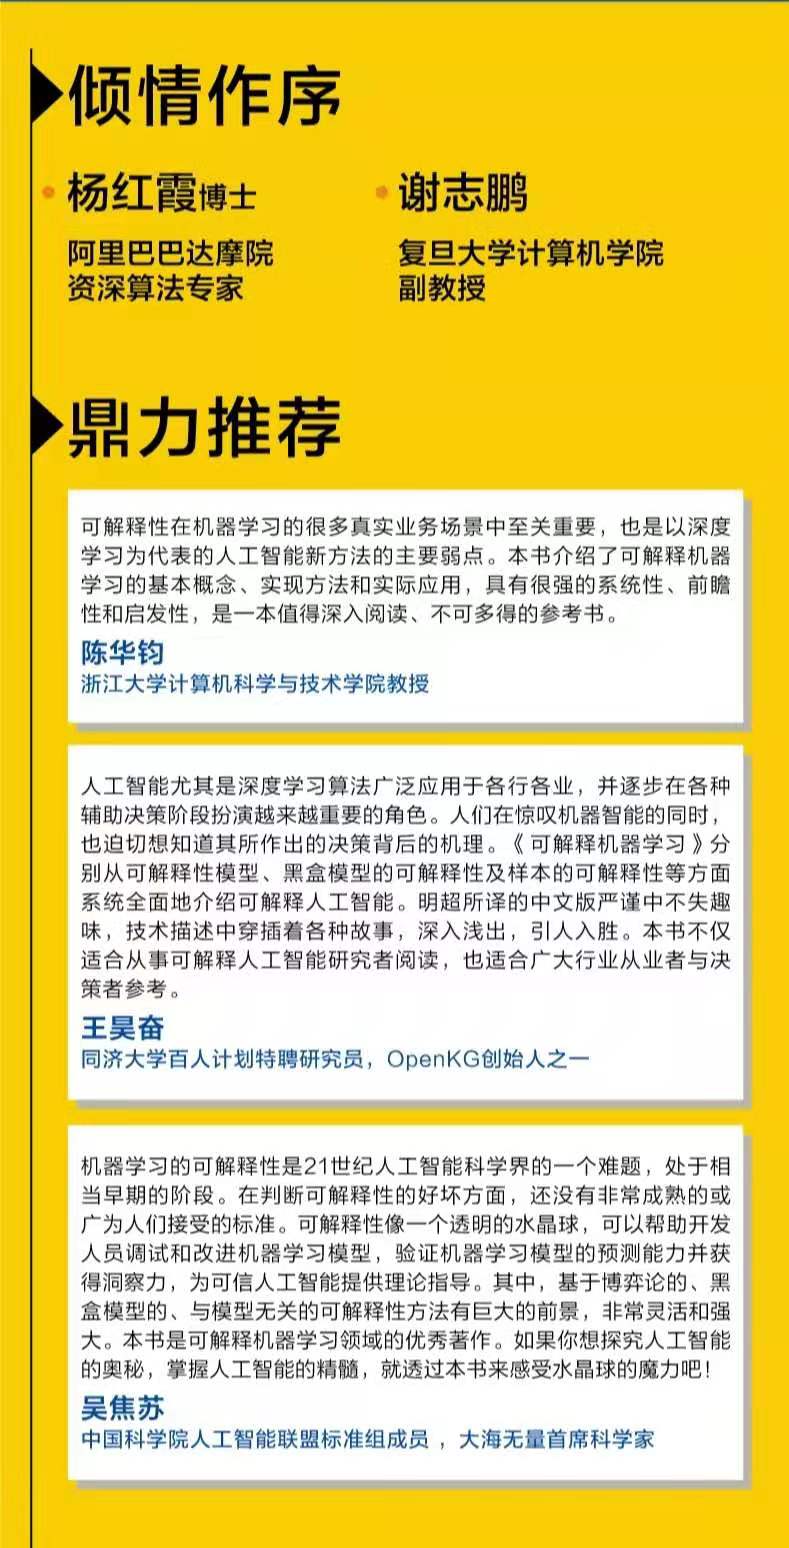 倾情作序
杨红霞博士
阿里巴巴达摩院
资深算法专家
谢志鹏
复旦大学计算机学院
副教授
鼎力推荐
可解释性在机器学习的很多真实业务场景中至关重要，也是以深度
学习为代表的人工智能新方法的主要弱点。本书介绍了可解释机器
学习的基本概念、实现方法和实际应用，具有很强的系统性、前瞻
性和启发性，是一本值得深入阅读、不可多得的参考书。
陈华钧
浙江大学计算机科学与技术学院教授
人工智能尤其是深度学习算法广泛应用于各行各业，并逐步在各种
辅助决策阶段扮演越来越重要的角色。人们在惊叹机器智能的同时，
也迫切想知道其所作出的决策背后的机理。《可解释机器学习》分
别从可解释性模型、黑盒模型的可解释性及样本的可解释性等方面
系统全面地介绍可解释人工智能。明超所译的中文版严谨中不失趣
味，技术描述中穿插着各种故事，深入浅出，引人入胜。本书不仅
适合从事可解释人工智能研究者阅读，也适合广大行业从业者与决
策者参考。
王昊奋
同济大学百人计划特聘研究员，OpenKG创始人之一
机器学习的可解释性是21世纪人工智能科学界的一个难题，处于相
当早期的阶段。在判断可解释性的好坏方面，还没有非常成熟的或
广为人们接受的标准。可解释性像一个透明的水晶球，可以帮助开发
人员调试和改进机器学习模型，验证机器学习模型的预测能力并获
得洞察力，为可信人工智能提供理论指导。其中，基于博弈论的、黑
盒模型的、与模型无关的可解释性方法有巨大的前景，非常灵活和强
大。本书是可解释机器学习领域的优秀著作。如果你想探究人工智能
的奥秘，掌握人工智能的精髓，就透过本书来感受水晶球的魔力吧！
吴焦苏
中国科学院人工智能联盟标准组成员 ，大海无量首席科学家